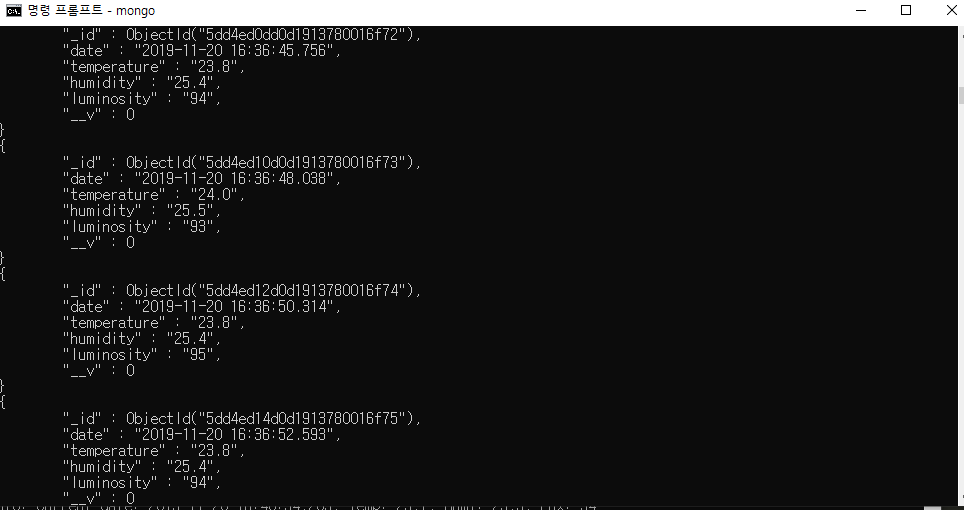 명령 프롬프트 - mongo
"_id" : ObjectId("5dd4ed0dd0d1913780016f72"),
"date" : "2019-11-20 16:36:45.756",
"temperature" : "23.8",
"humidity" : "25.4",
"luminosity" : "94",
"__v" : 0
}
{
"_id" : ObjectId("5dd4ed10d0d1913780016f73"),
"date" : "2019-11-20 16:36:48.038",
"temperature" : "24.0",
"humidity" : "25.5",
"luminosity" : "93",
"__v" : 0
}
{
"_id" : ObjectId("5dd4ed12d0d1913780016f74"),
"date" : "2019-11-20 16:36:50.314",
"temperature" : "23.8",
"humidity" : "25.4",
"luminosity" : "95",
"__v" : 0
}
{
"_id" : ObjectId("5dd4ed14d0d1913780016f75"),
"date" : "2019-11-20 16:36:52.593",
"temperature" : "23.8",
"humidity" : "25.4",
"luminosity" : "94",
"__v" : 0